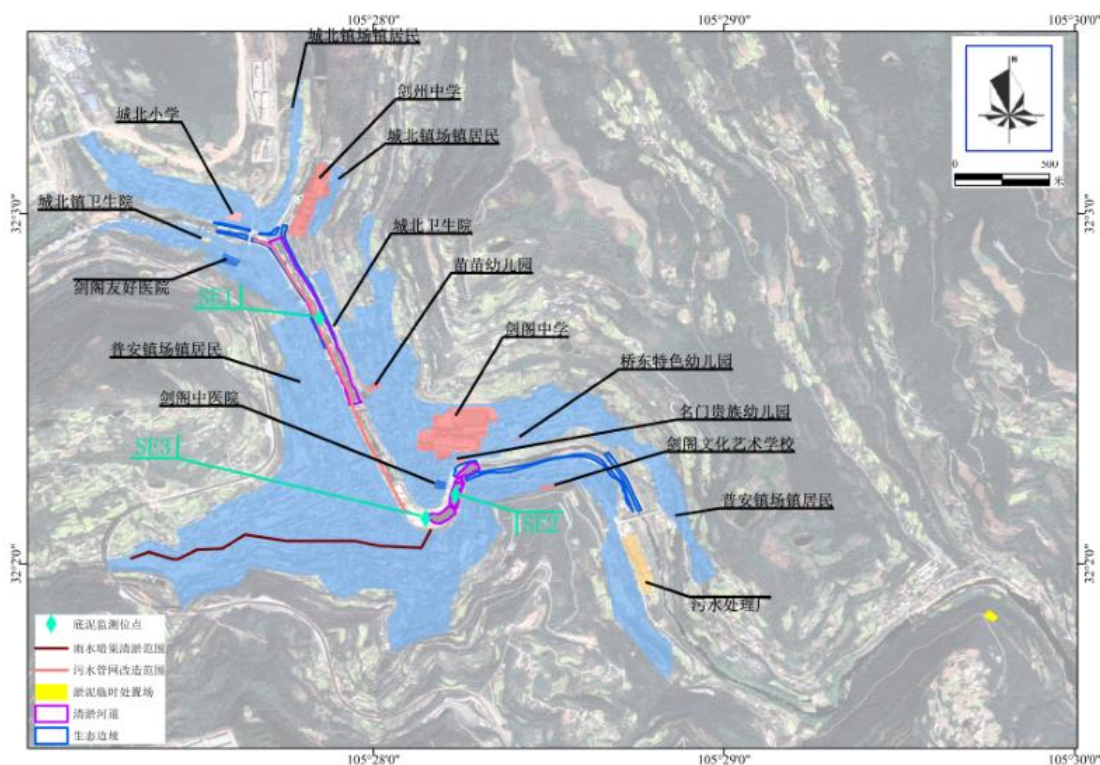 105°28'0"
105°29'0"
105°30'0"
城北镇场镇居民
剑州中学
城北小学
城北镇场镇居民
0 500
米
城北镇卫生院
32°3'0"
32°3'0"
城北卫生院
苗苗幼儿园
剑阁友好医院
SE1
剑阁中学
普安镇场镇居民
桥东特色幼儿园
剑阁中医院
名门贵族幼儿园
SE3
剑阁文化艺术学校
普安镇场镇居民
SE2
32°2'0"
32°2'0"
污水处理厂
底泥监测位点
雨水暗渠清淤范围
污水管网改造范围
淤泥临时处置场
清淤河道
生态边坡
105°28'0"
105°29'0"
105°30'0"